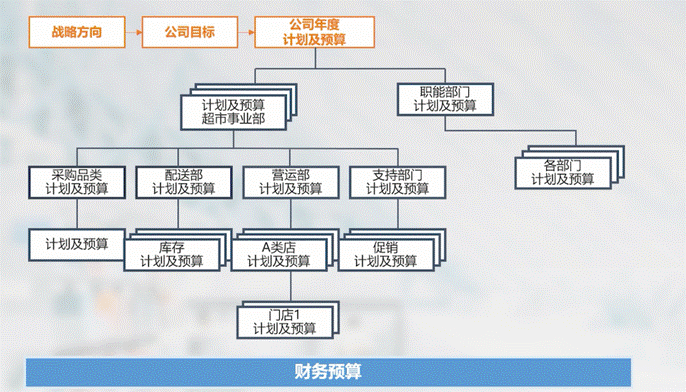 战略方向
公司目标
公司年度
计划及预算
计划及预算
超市事业部
职能部门
计划及预算
各部门
计划及预算
采购品类
计划及预算
配送部
计划及预算
营运部
计划及预算
支持部门
计划及预算
计划及预算
库存
计划及预算
A类店
计划及预算
促销
计划及预算
门店1
计划及预算
财务预算